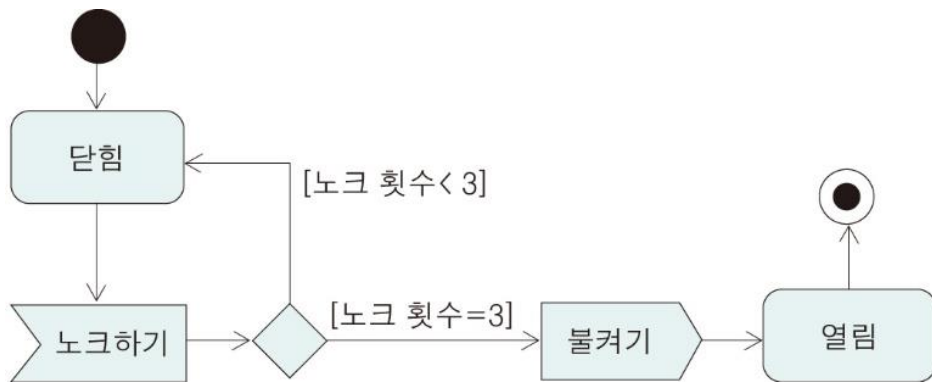 닫힘
[노크 횟수< 3]
노크하기
[노크 횟수=3]
불켜기
열림